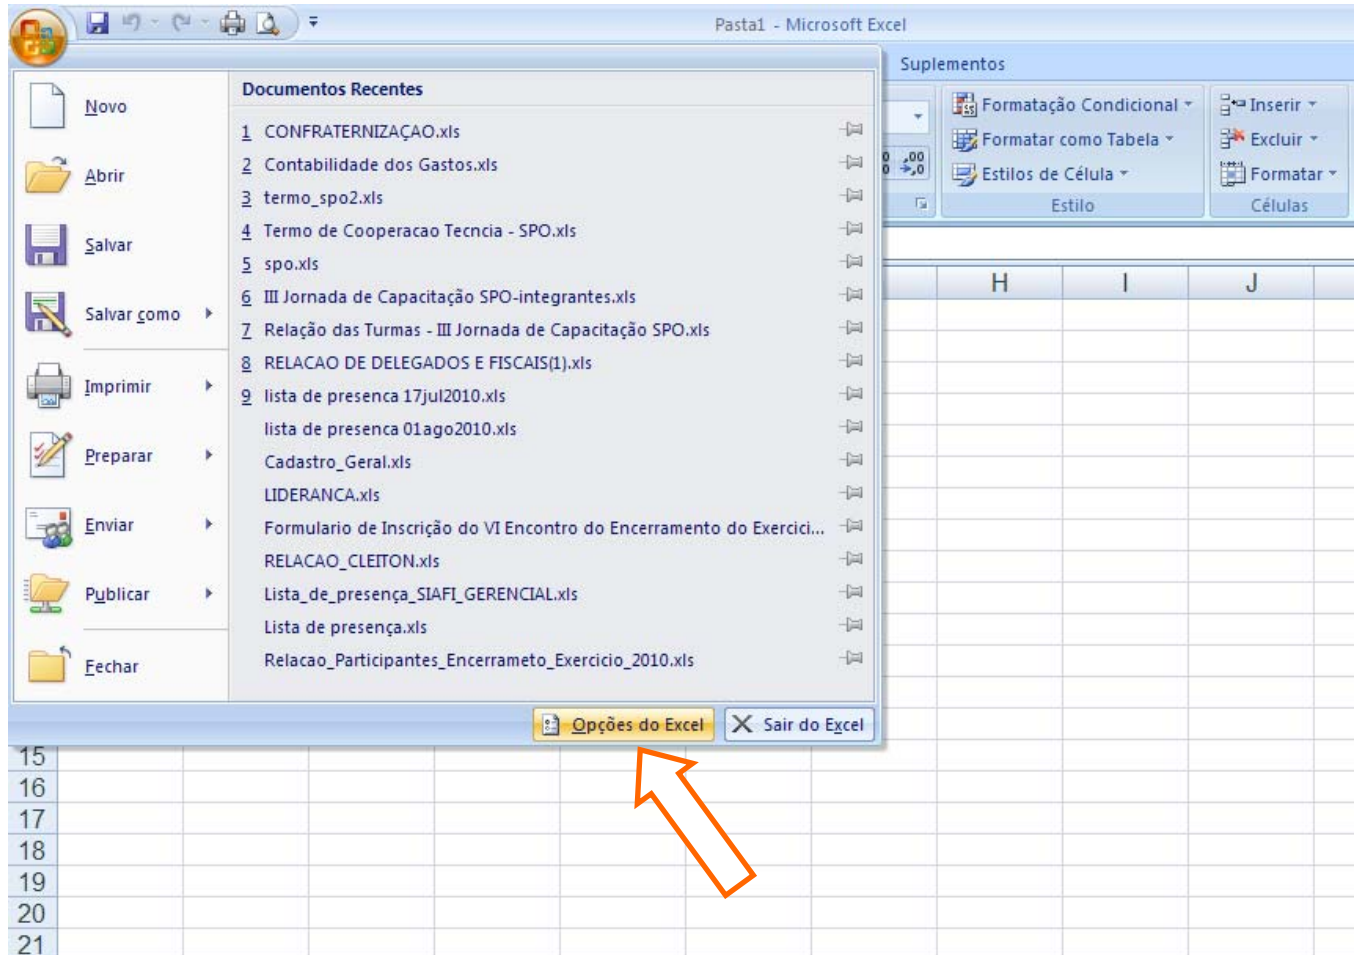 Pasta1 - Microsoft Excel
Suplementos
Novo
Abrir
Salvar
Salvar como
Imprimir
Preparar
Enviar
Publicar
Fechar
Documentos Recentes
1 CONFRATERNIZAÇAO.xls
2 Contabilidade dos Gastos.xls
3 termo_spo2.xls
4 Termo de Cooperacao Tecncia - SPO.xls
5 spo.xls
6 III Jornada de Capacitação SPO-integrantes.xls
7 Relação das Turmas - III Jornada de Capacitação SPO.xls
8 RELACAO DE DELEGADOS E FISCAIS(1).xls
9 lista de presenca 17jul2010.xls
lista de presenca 01ago2010.xls
Cadastro_Geral.xls
LIDERANCA.xls
Formulario de Inscrição do VI Encontro do Encerramento do Exercici...
RELACAO_CLEITON.xls
Lista_de_presença_SIAFI_GERENCIAL.xls
Lista de presença.xls
Relacao_Participantes_Encerrameto_Exercicio_2010.xls
Opções do Excel
Sair do Excel
Formatação Condicional
Formatar como Tabela
Estilos de Célula
Estilo
Inserir
Excluir
Formatar
Células
,00
,0
H I J
15
16
17
18
19
20
21